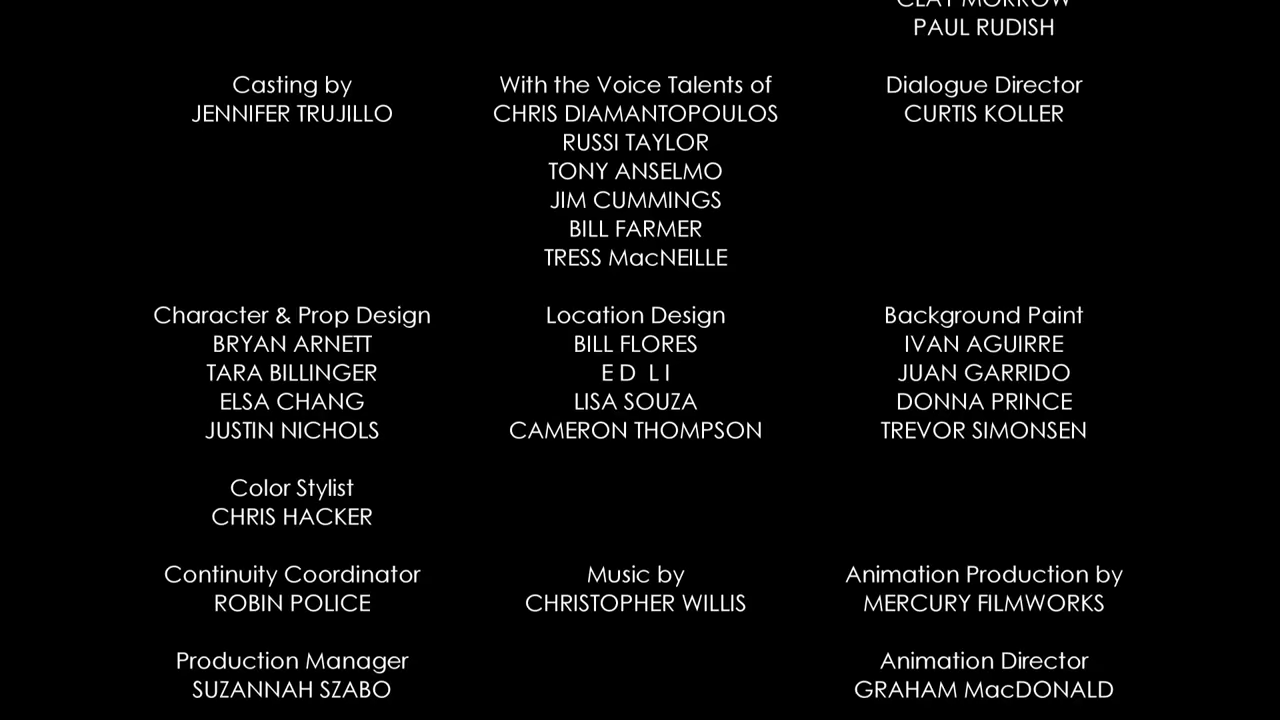 CLAY MORROW
PAUL RUDISH
Casting by
JENNIFER TRUJILLO
With the Voice Talents of
CHRIS DIAMANTOPOULOS
RUSSI TAYLOR
TONY ANSELMO
JIM CUMMINGS
BILL FARMER
TRESS MacNEILLE
Dialogue Director
CURTIS KOLLER
Character & Prop Design
BRYAN ARNETT
TARA BILLINGER
ELSA CHANG
JUSTIN NICHOLS
Location Design
BILL FLORES
E D L I
LISA SOUZA
CAMERON THOMPSON
Background Paint
IVAN AGUIRRE
JUAN GARRIDO
DONNA PRINCE
TREVOR SIMONSEN
Color Stylist
CHRIS HACKER
Continuity Coordinator
ROBIN POLICE
Music by
CHRISTOPHER WILLIS
Animation Production by
MERCURY FILMWORKS
Production Manager
SUZANNAH SZABO
Animation Director
GRAHAM MacDONALD